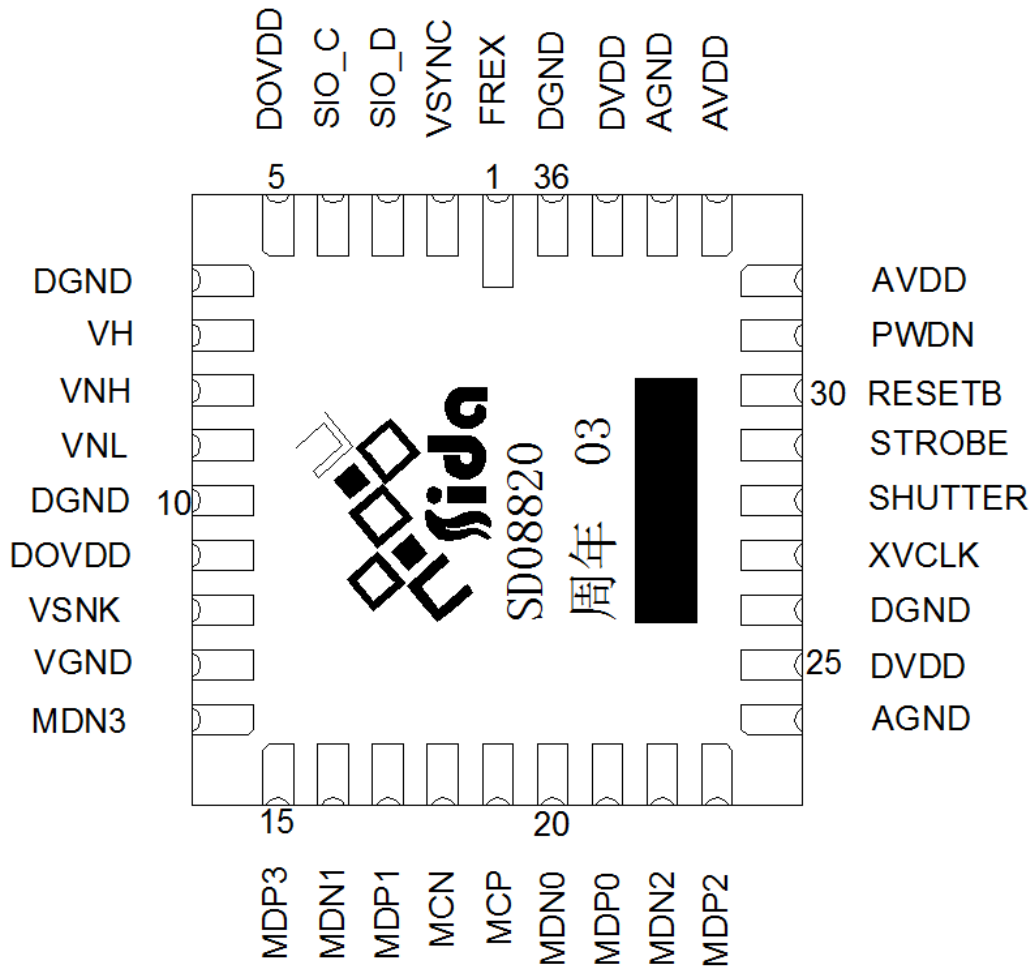 DOVDD
SIO_C
SIO_D
VSYNC
FREX
DGND
DVDD
AGND
AVDD
5
1
36
DGND
VH
VNH
VNL
DGND
10
DOVDD
VSNK
VGND
MDN3
Sida
SD08820
周年 03
AVDD
PWDN
30 RESETB
STROBE
SHUTTER
XVCLK
DGND
25 DVDD
AGND
15
20
MDP3
MDN1
MDP1
MCN
MCP
MDN0
MDP0
MDN2
MDP2